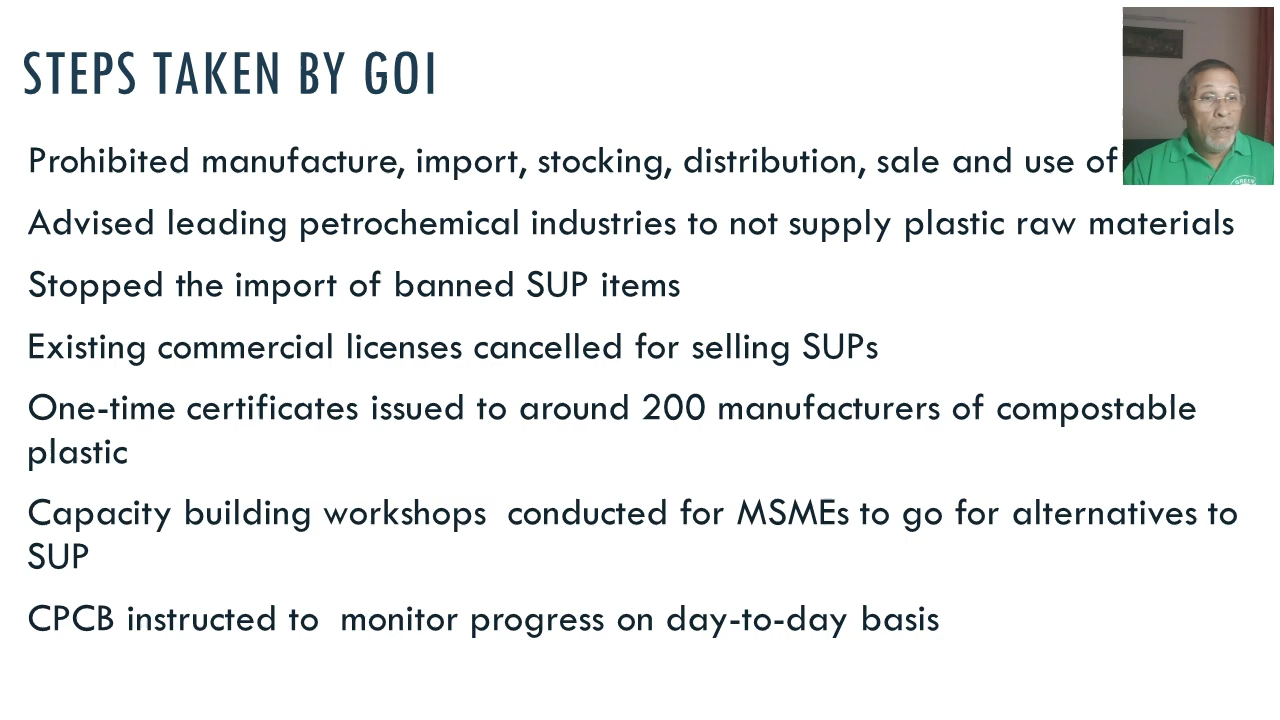 STEPS TAKEN BY GOI
Prohibited manufacture, import, stocking, distribution, sale and use of
Advised leading petrochemical industries to not supply plastic raw materials
Stopped the import of banned SUP items
Existing commercial licenses cancelled for selling SUPs
One-time certificates issued to around 200 manufacturers of compostable
plastic
Capacity building workshops  conducted for MSMEs to go for alternatives to
SUP
CPCB instructed to  monitor progress on day-to-day basis
GREEN